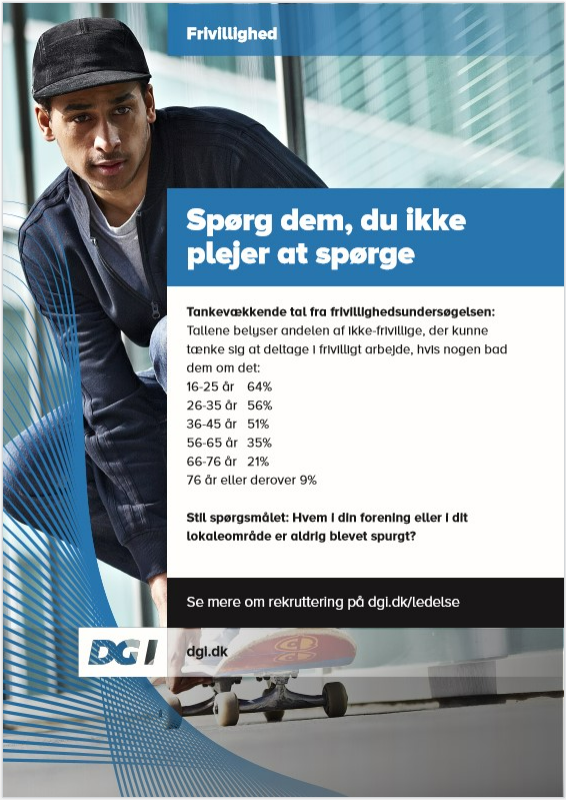 Frivillighed
Spørg dem, du ikke
plejer at spørge
Tankevækkende tal fra frivillighedsundersøgelsen:
Tallene belyser andelen af ikke-frivillige, der kunne
tænke sig at deltage i frivilligt arbejde, hvis nogen bad
dem om det:
16-25 år 64%
26-35 år 56%
36-45 år 51%
56-65 år 35%
66-76 år 21%
76 år eller derover 9%
Stil spørgsmålet: Hvem i din forening eller i dit
lokalområde er aldrig blevet spurgt?
Se mere om rekruttering på dgi.dk/ledelse
DGI
dgi.dk